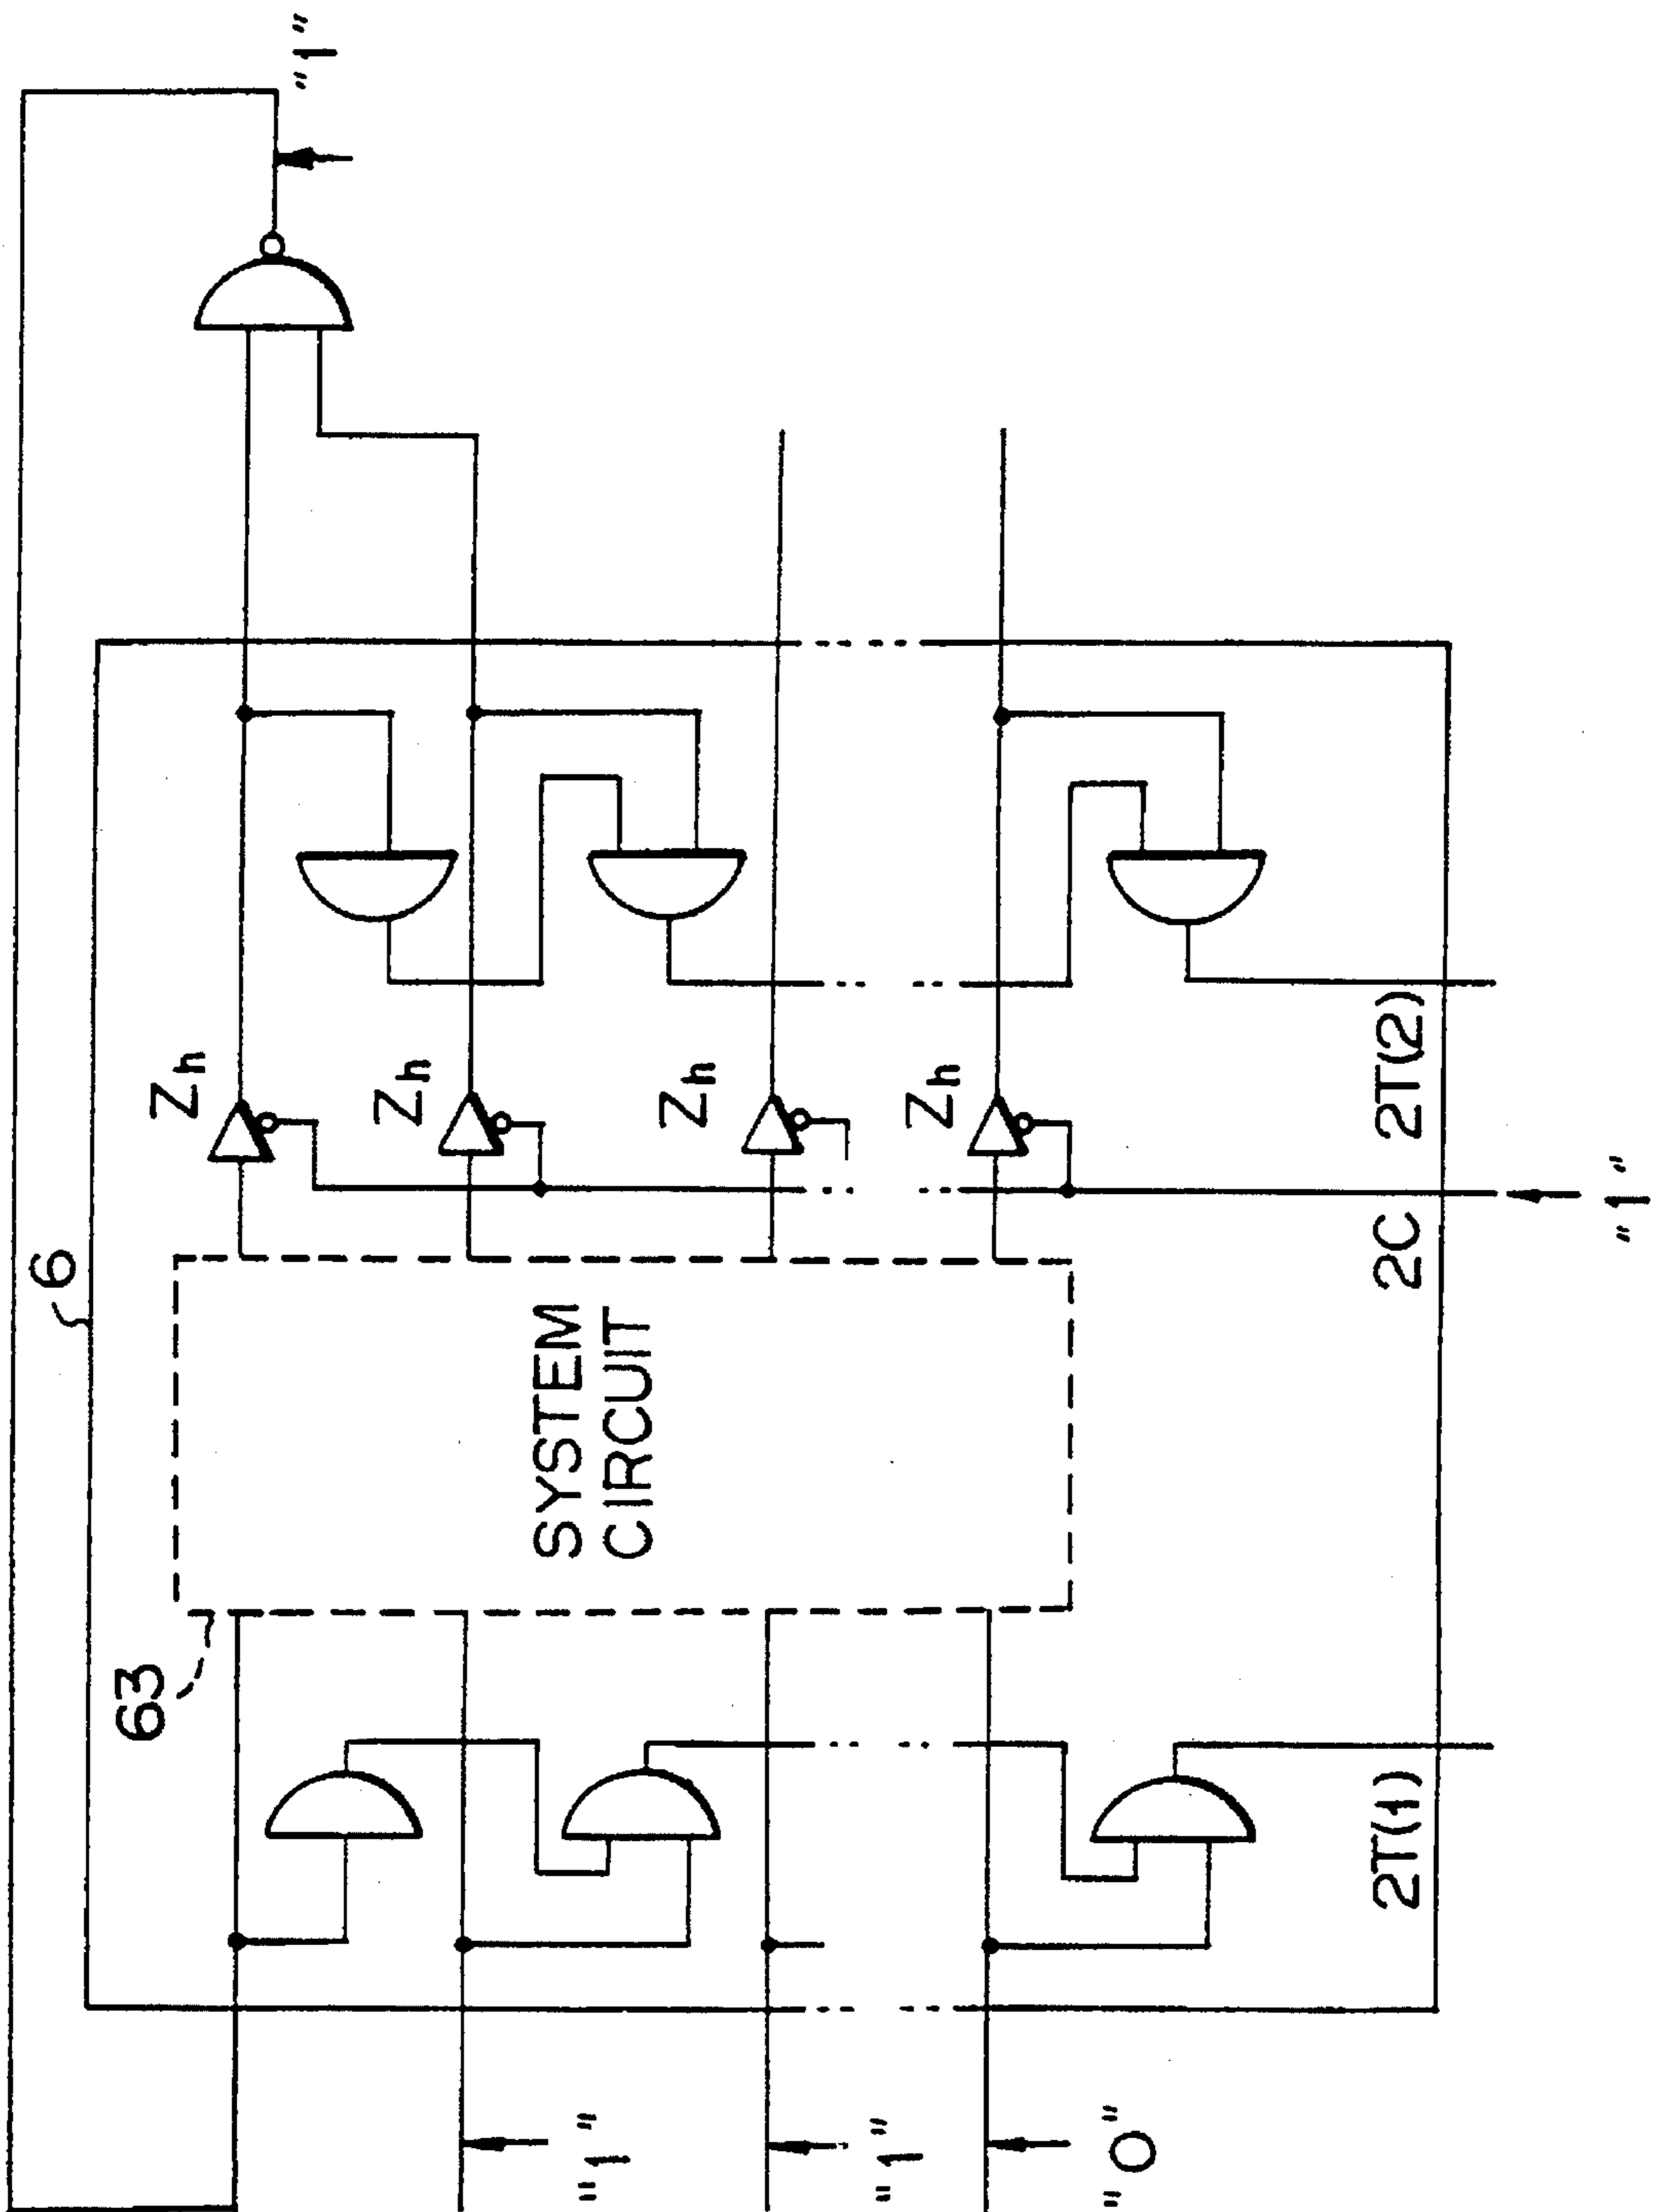 6
63
SYSTEM
CIRCUIT
Zh
Zh
Zh
Zh
"1"
"1"
"1"
"0"
2T(1)
2C
2T(2)
"1"